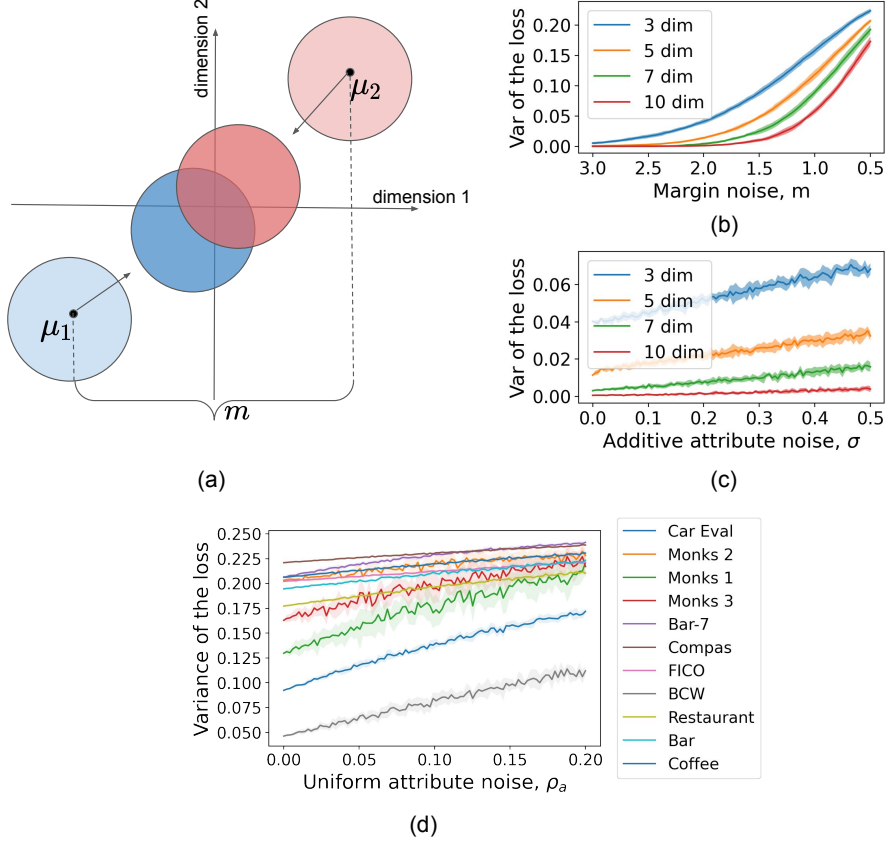 dimension 2
μ₂
dimension 1
μ₁
m
(a)
Var of the loss
0.20
0.15
0.10
0.05
0.00
3 dim
5 dim
7 dim
10 dim
3.0 2.5 2.0 1.5 1.0 0.5
Margin noise, m
(b)
Var of the loss
0.06
0.04
0.02
0.00
3 dim
5 dim
7 dim
10 dim
0.0 0.1 0.2 0.3 0.4 0.5
Additive attribute noise, σ
(c)
Variance of the loss
0.250
0.225
0.200
0.175
0.150
0.125
0.100
0.075
0.050
0.00 0.05 0.10 0.15 0.20
Uniform attribute noise, ρₐ
Car Eval
Monks 2
Monks 1
Monks 3
Bar-7
Compas
FICO
BCW
Restaurant
Bar
Coffee
(d)